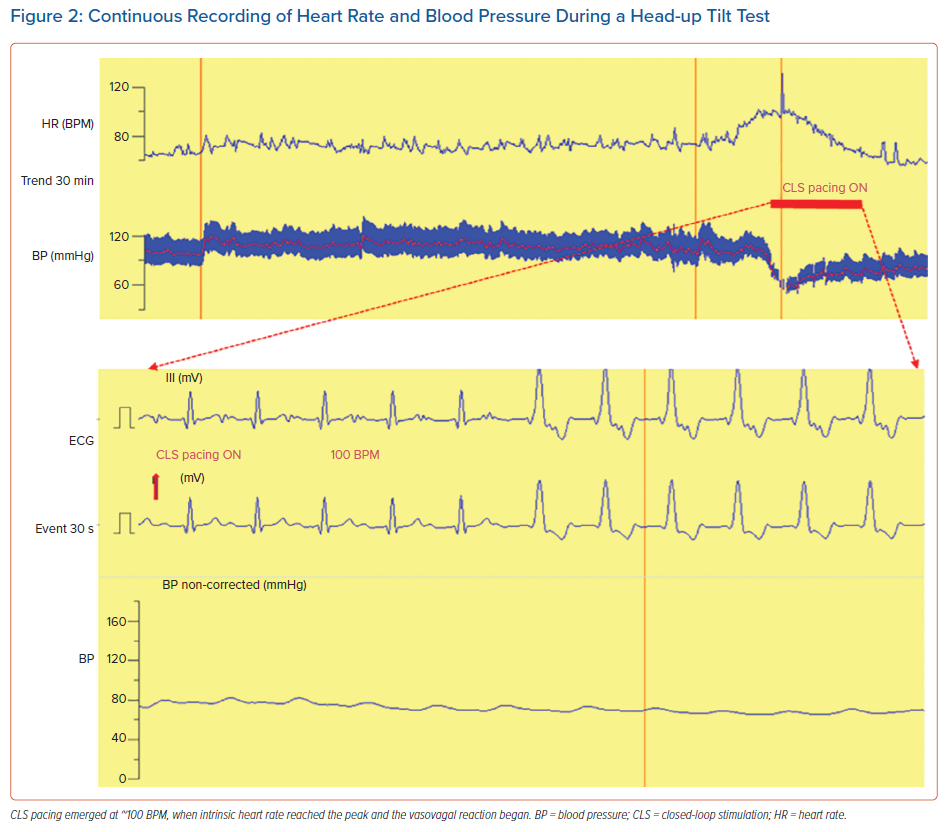 Figure 2: Continuous Recording of Heart Rate and Blood Pressure During a Head-up Tilt Test
120
HR (BPM)
80
Trend 30 min
CLS pacing ON
120
BP (mmHg)
60
III (mV)
ECG
CLS pacing ON 100 BPM
(mV)
Event 30 s
BP non-corrected (mmHg)
160
120
BP
80
40
0
CLS pacing emerged at ~100 BPM, when intrinsic heart rate reached the peak and the vasovagal reaction began. BP = blood pressure; CLS = closed-loop stimulation; HR = heart rate.